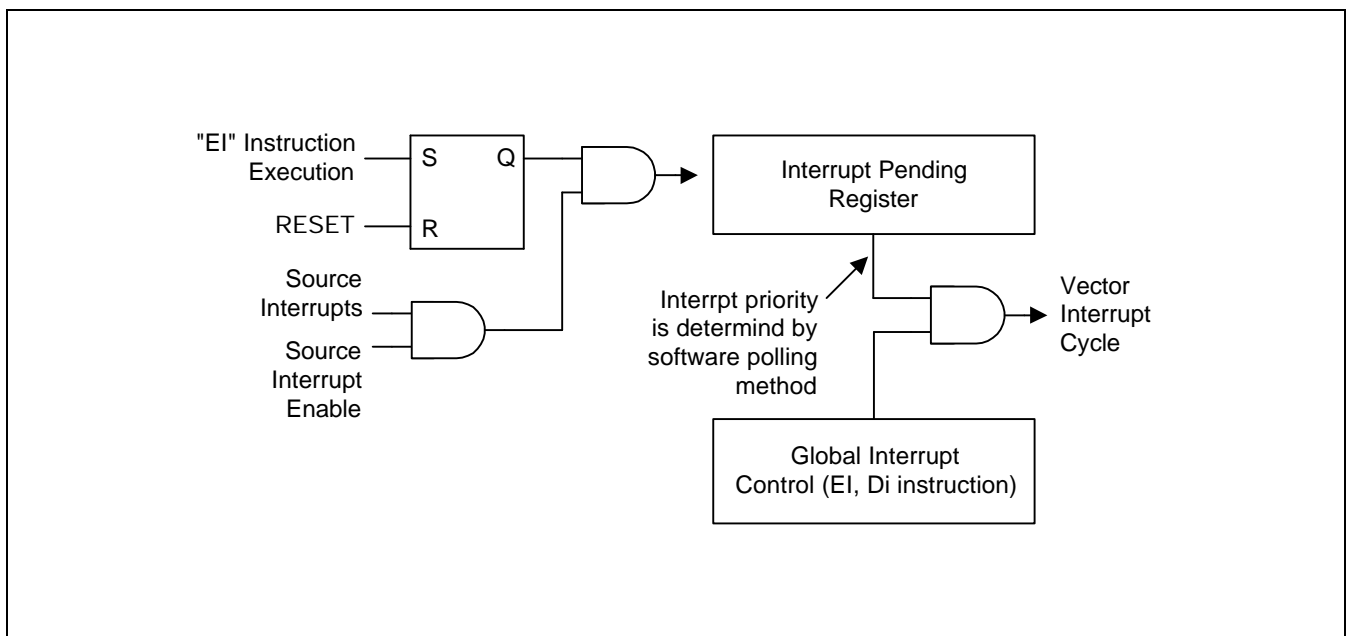 "EI" Instruction
Execution
S
Q
RESET
R
Source
Interrupts
Source
Interrupt
Enable
Interrupt Pending
Register
Interrpt priority
is determind by
software polling
method
Vector
Interrupt
Cycle
Global Interrupt
Control (EI, Di instruction)